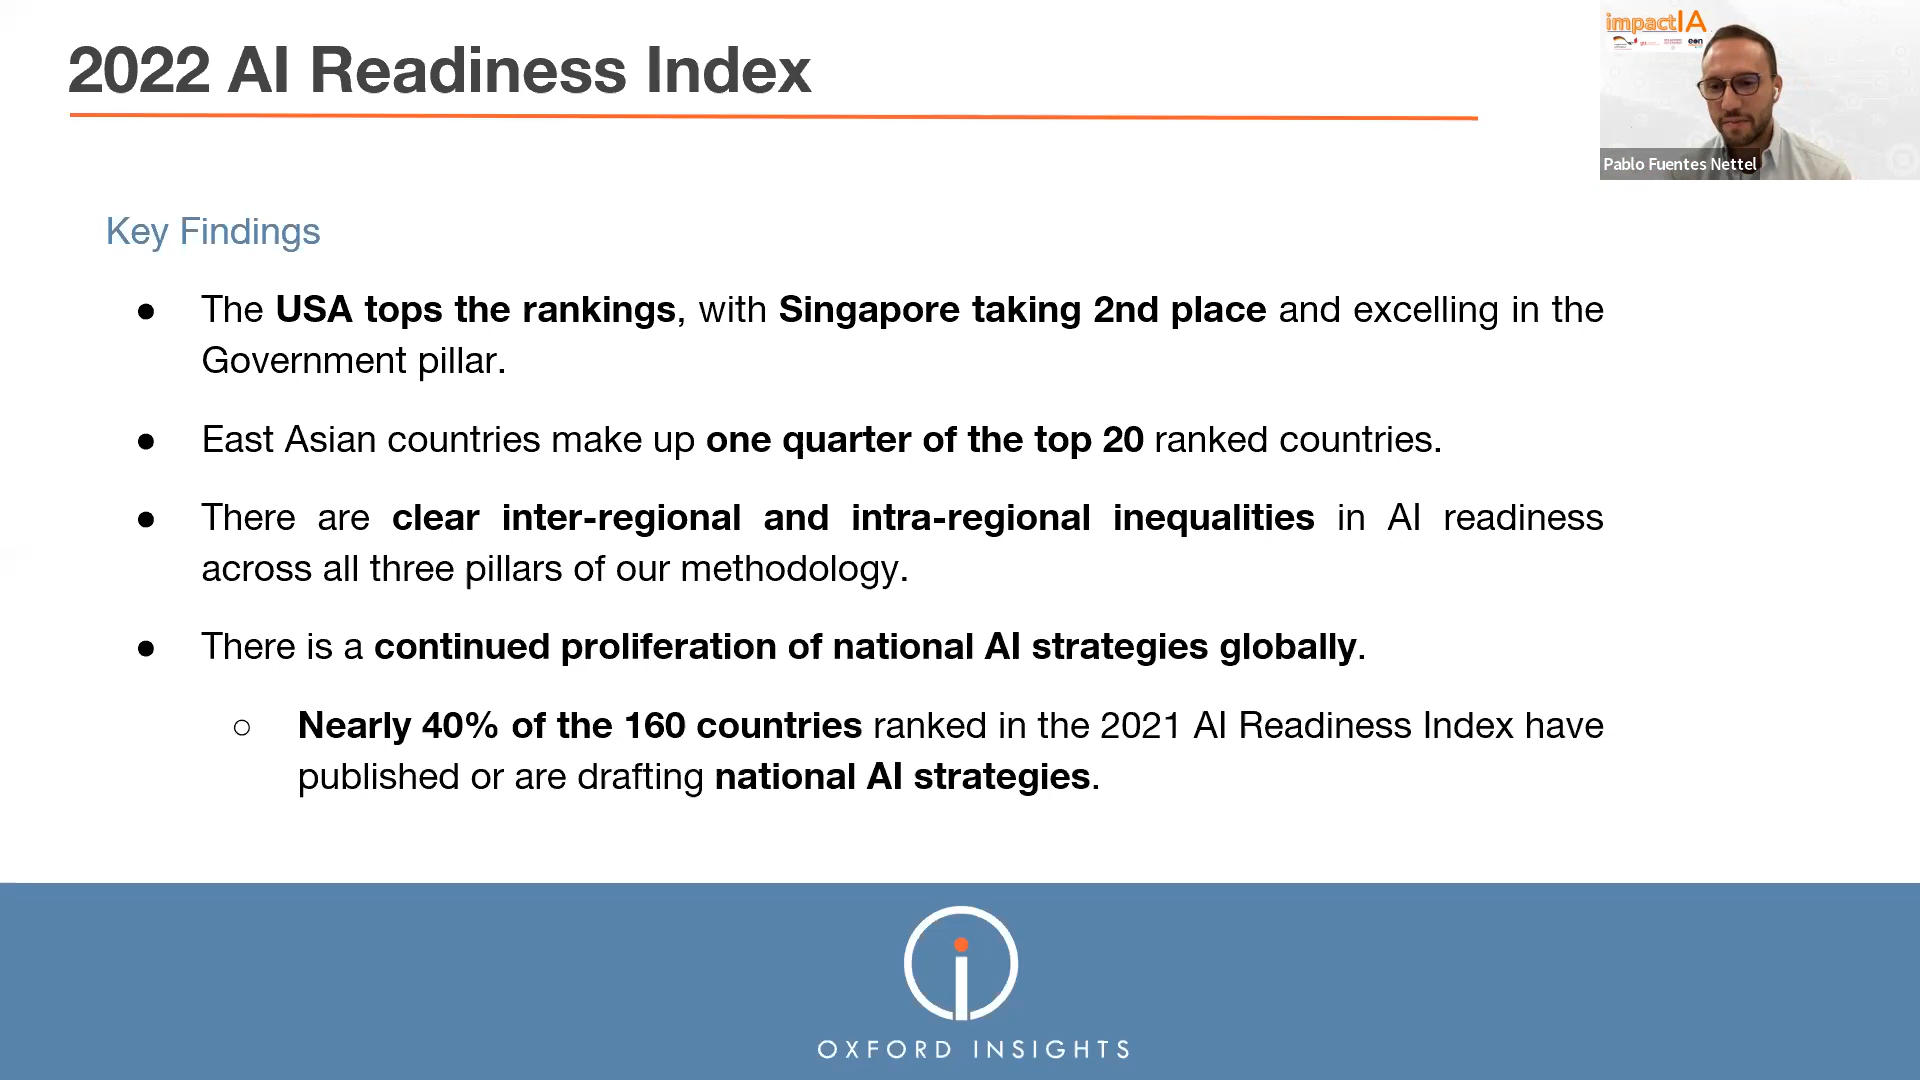 2022 AI Readiness Index
impactIA
eon
Pablo Fuentes Nettel
Key Findings
● The USA tops the rankings, with Singapore taking 2nd place and excelling in the
Government pillar.
● East Asian countries make up one quarter of the top 20 ranked countries.
● There are clear inter-regional and intra-regional inequalities in AI readiness
across all three pillars of our methodology.
● There is a continued proliferation of national AI strategies globally.
○ Nearly 40% of the 160 countries ranked in the 2021 AI Readiness Index have
published or are drafting national AI strategies.
OXFORD INSIGHTS